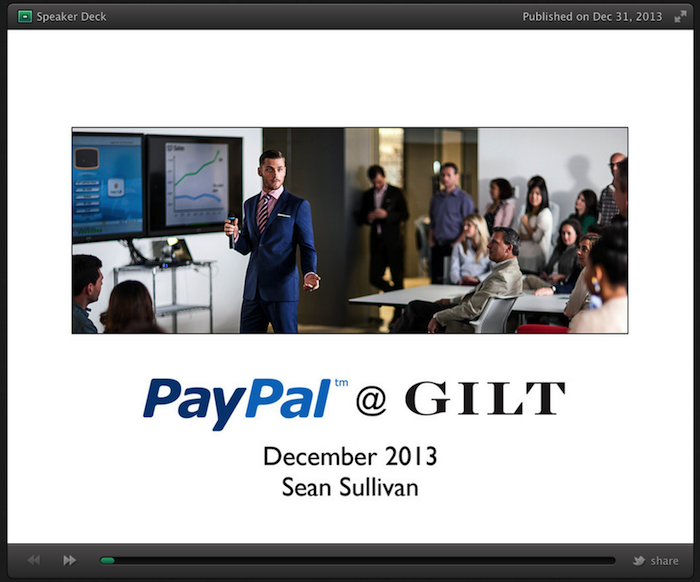 Speaker Deck
Published on Dec 31, 2013
PayPal™ @ GILT
December 2013
Sean Sullivan
share